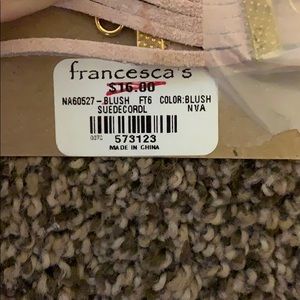 francesca's
$16.00
NA60527-.BLUSH FT6 COLOR:BLUSH
SUEDECORDL NVA
573123
MADE IN CHINA